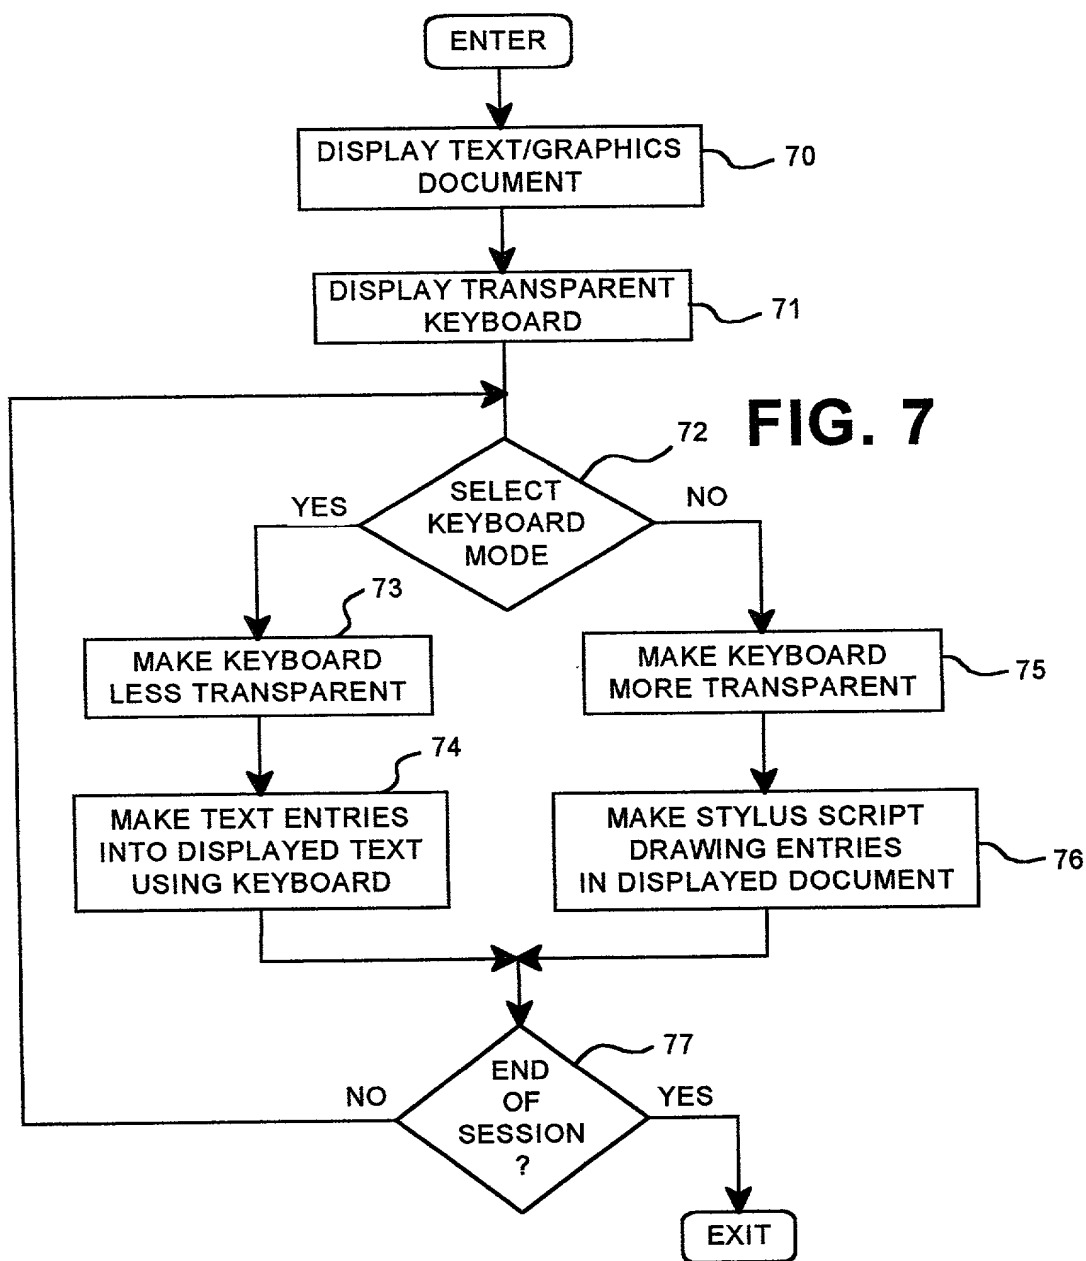 ENTER
DISPLAY TEXT/GRAPHICS
DOCUMENT
70
DISPLAY TRANSPARENT
KEYBOARD
71
FIG. 7
72
SELECT
KEYBOARD
MODE
YES
NO
73
MAKE KEYBOARD
LESS TRANSPARENT
MAKE KEYBOARD
MORE TRANSPARENT
75
74
MAKE TEXT ENTRIES
INTO DISPLAYED TEXT
USING KEYBOARD
MAKE STYLUS SCRIPT
DRAWING ENTRIES
IN DISPLAYED DOCUMENT
76
77
END
OF
SESSION
?
NO
YES
EXIT